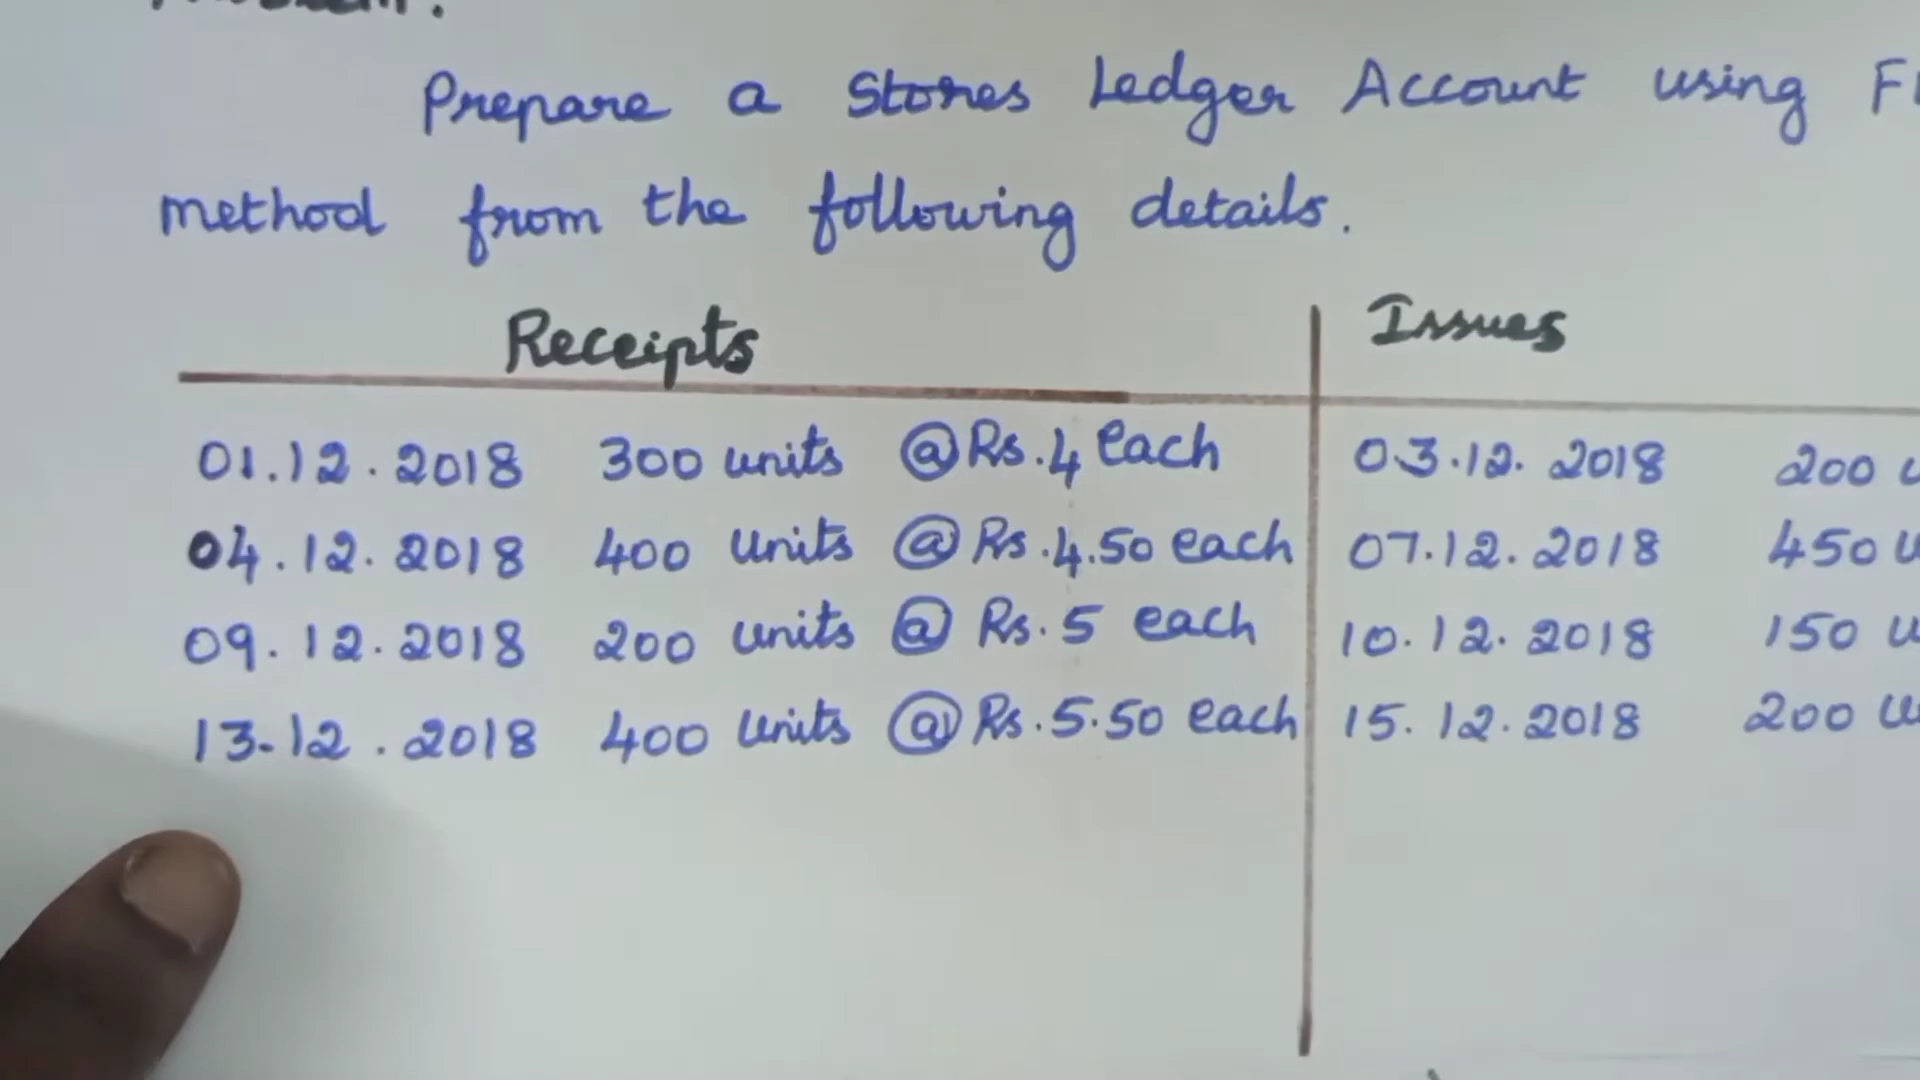 Prepare a Stores Ledger Account using
method from the following details.
Receipts Issues
01.12.2018 300 units @ Rs.4 each 03.12.2018 200
04.12.2018 400 units @ Rs.4.50 each 07.12.2018 450
09.12.2018 200 units @ Rs.5 each 10.12.2018 150
13.12.2018 400 units @ Rs.5.50 each 15.12.2018 200